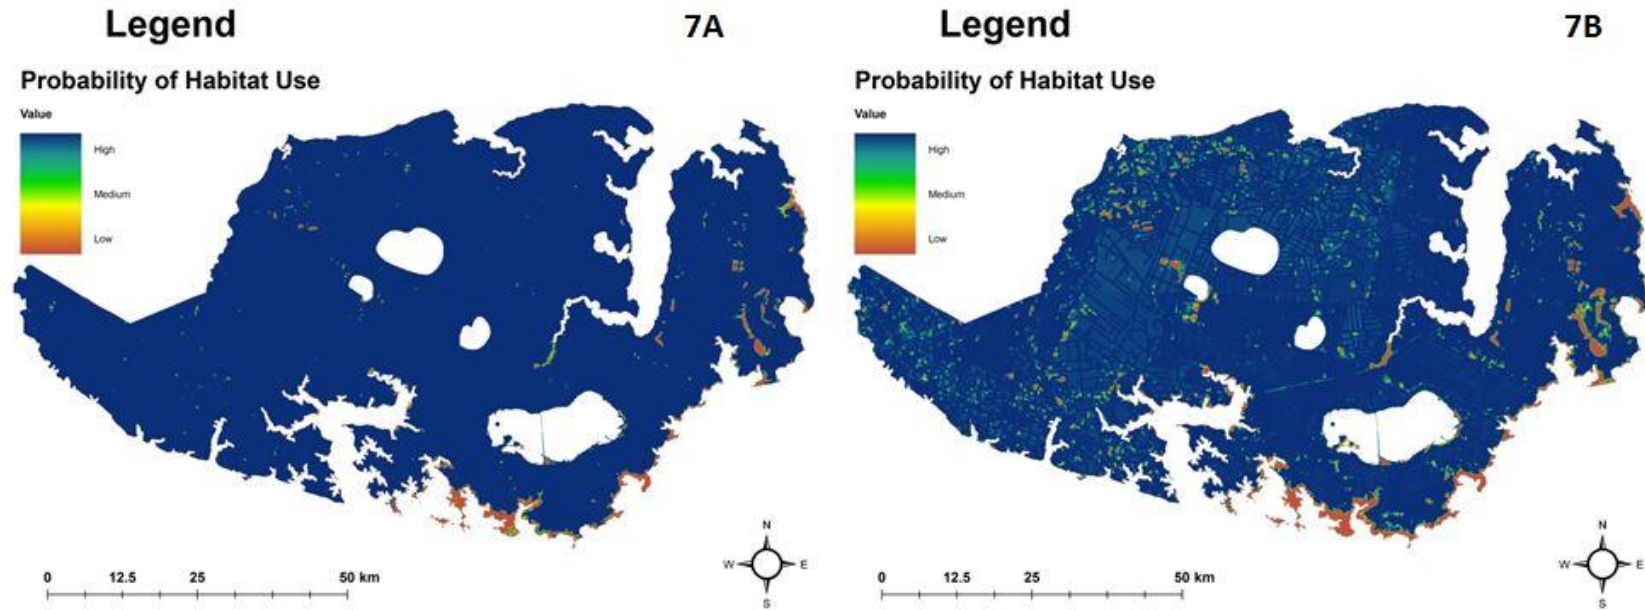 Legend
7A
Probability of Habitat Use
Value
High
Medium
Low
0 12.5 25 50 km
N
W E
S
Legend
7B
Probability of Habitat Use
Value
High
Medium
Low
0 12.5 25 50 km
N
W E
S